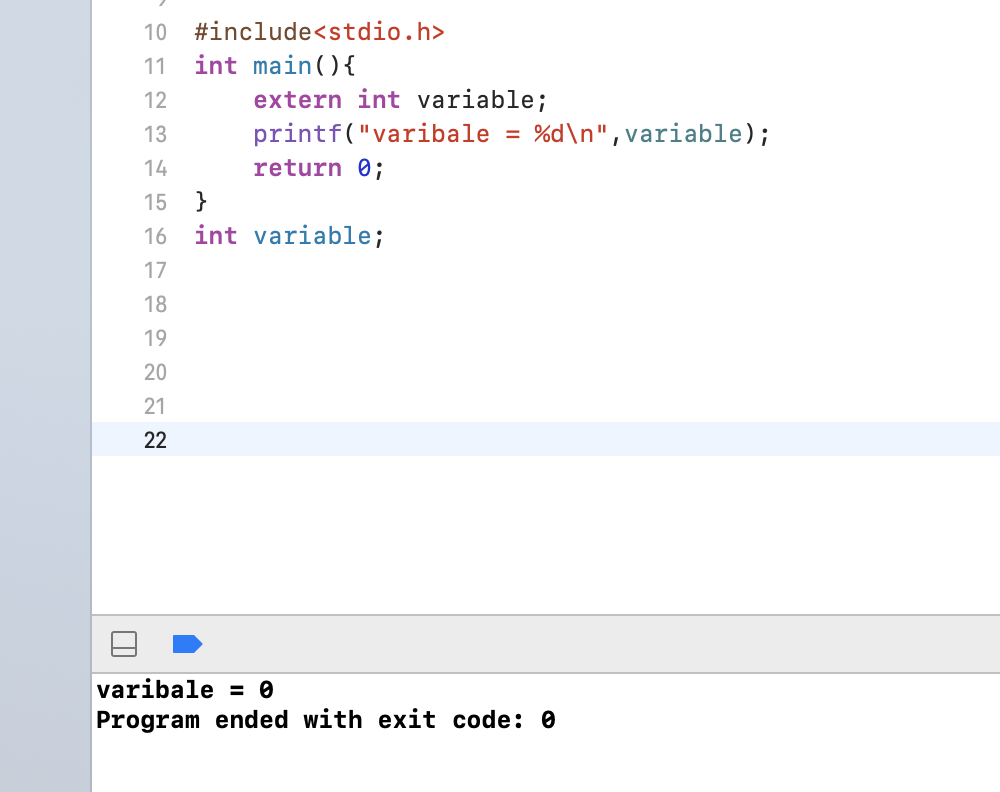 10 #include<stdio.h>
11 int main(){
12     extern int variable;
13     printf("varibale = %d\n",variable);
14     return 0;
15 }
16 int variable;
17
18
19
20
21
22
varibale = 0
Program ended with exit code: 0